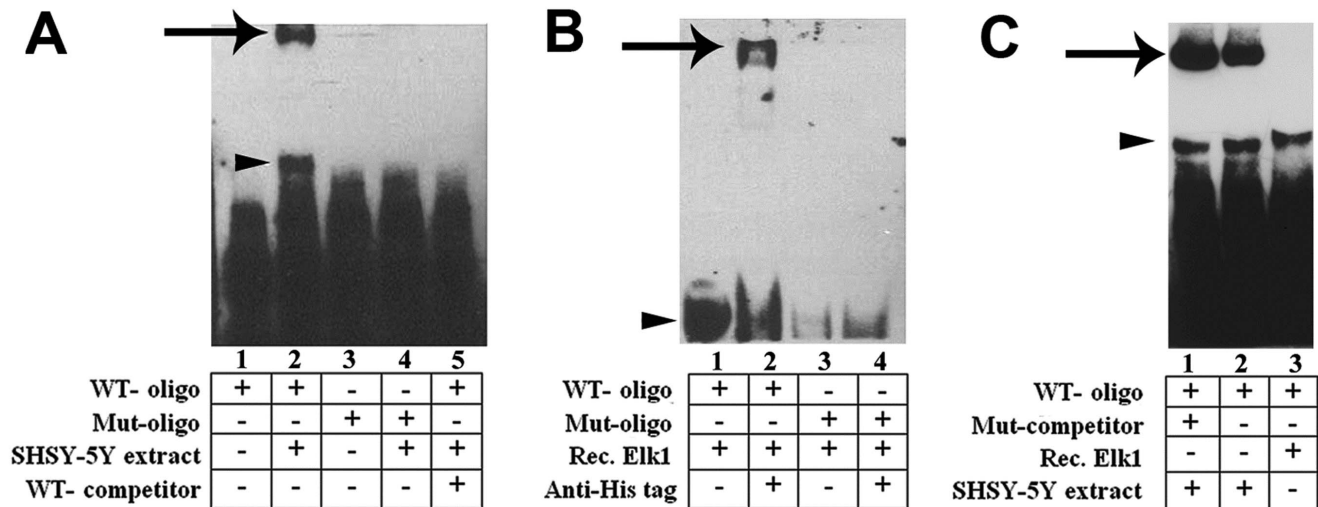 A
B
C
1 2 3 4 5
WT- oligo + + - - +
Mut-oligo - - + + -
SHSY-5Y extract - + - + +
WT- competitor - - - - +
1 2 3 4
WT- oligo + + - -
Mut-oligo - - + +
Rec. Elk1 + + + +
Anti-His tag - + - +
1 2 3
WT- oligo + + +
Mut-competitor + - -
Rec. Elk1 - - +
SHSY-5Y extract + + -